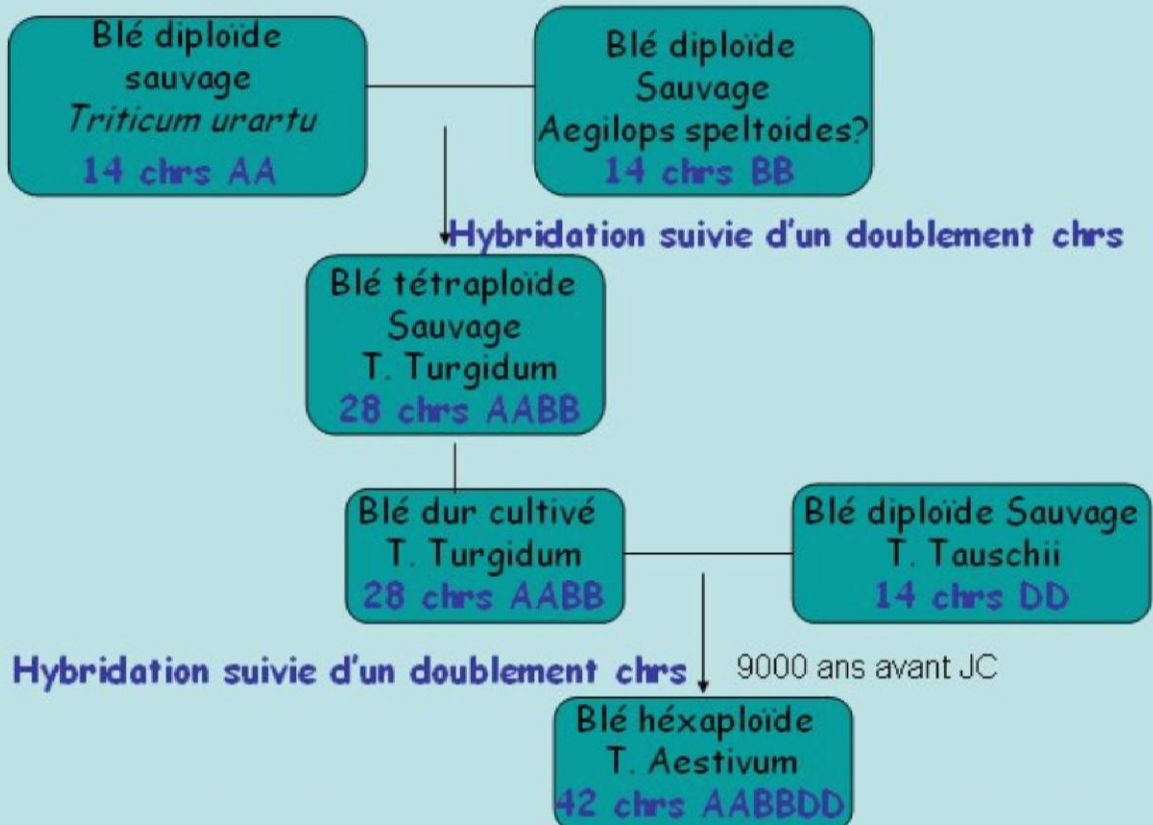 Blé diploïde
sauvage
Triticum urartu
14 chrs AA
Blé diploïde
Sauvage
Aegilops speltoides?
14 chrs BB
Hybridation suivie d'un doublement chrs
Blé tétraploïde
Sauvage
T. Turgidum
28 chrs AABB
Blé dur cultivé
T. Turgidum
28 chrs AABB
Blé diploïde Sauvage
T. Tauschii
14 chrs DD
Hybridation suivie d'un doublement chrs
9000 ans avant JC
Blé héxaploïde
T. Aestivum
42 chrs AABBDD